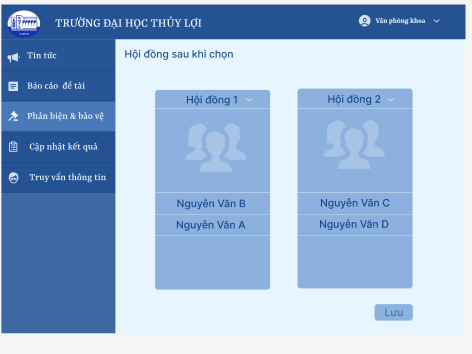 TRƯỜNG ĐẠI HỌC THỦY LỢI
Văn phòng khoa
Tin tức
Báo cáo đề tài
Phản biện & bảo vệ
Cập nhật kết quả
Truy vấn thông tin
Hội đồng sau khi chọn
Hội đồng 1
Nguyễn Văn B
Nguyễn Văn A
Hội đồng 2
Nguyễn Văn C
Nguyễn Văn D
Lưu